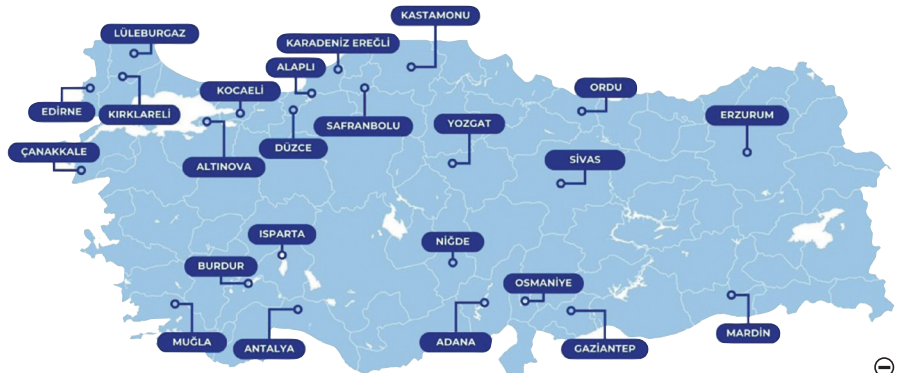 KASTAMONU
LÜLEBURGAZ
KARADENİZ EREĞLİ
ALAPLI
KOCAELİ
ORDU
EDİRNE
KIRKLARELİ
SAFRANBOLU
YOZGAT
ERZURUM
ÇANAKKALE
ALTINOVA
DÜZCE
SİVAS
ISPARTA
NİĞDE
BURDUR
OSMANİYE
MUĞLA
ANTALYA
ADANA
GAZİANTEP
MARDİN